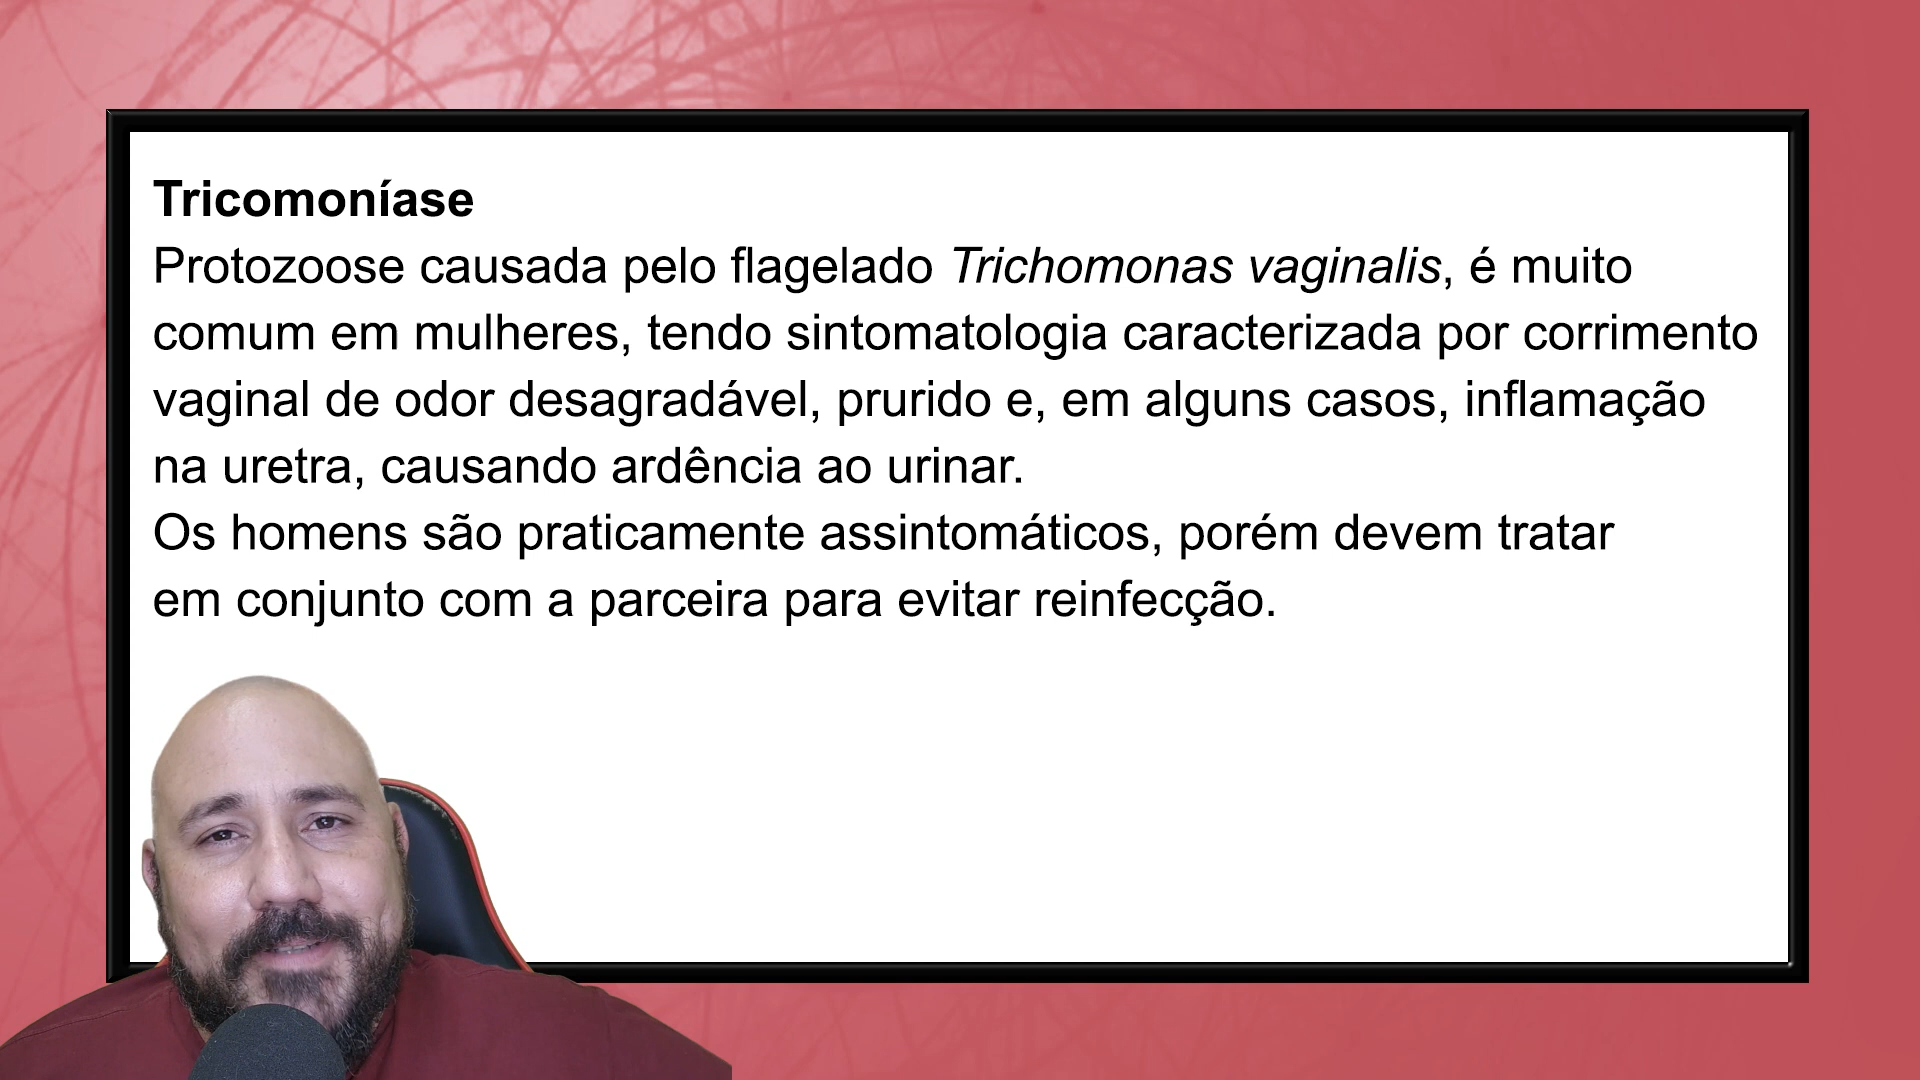 Tricomoníase
Protozoose causada pelo flagelado Trichomonas vaginalis, é muito
comum em mulheres, tendo sintomatologia caracterizada por corrimento
vaginal de odor desagradável, prurido e, em alguns casos, inflamação
na uretra, causando ardência ao urinar.
Os homens são praticamente assintomáticos, porém devem tratar
em conjunto com a parceira para evitar reinfecção.